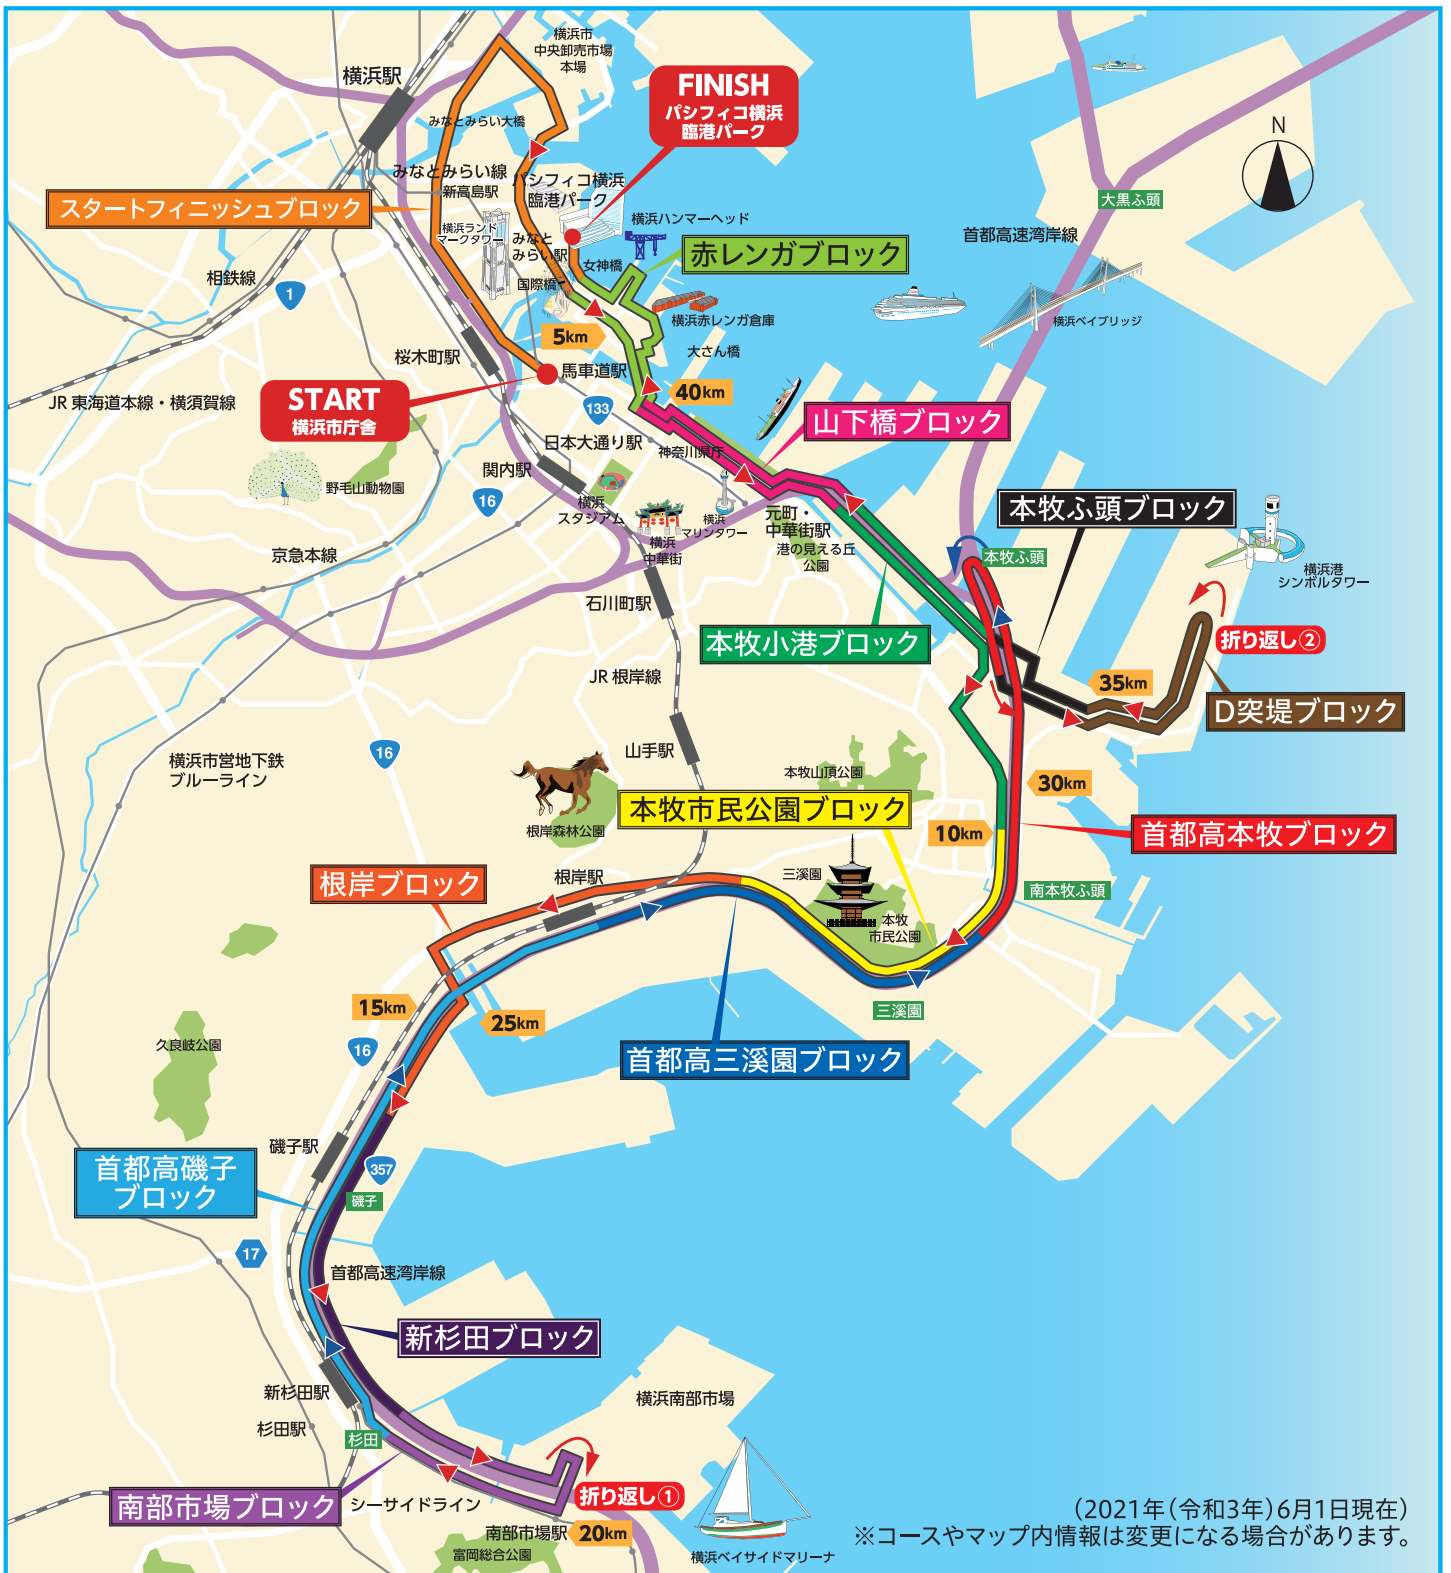 横浜市
中央卸売市場
本場
横浜駅
FINISH
パシフィコ横浜
臨港パーク
みなとみらい大橋
N
みなとみらい線
新高島駅
パシフィコ横浜
臨港パーク
大黒ふ頭
スタートフィニッシュブロック
横浜ランド
マークタワー
みなと
みらい駅
横浜ハンマーヘッド
首都高速湾岸線
女神橋
赤レンガブロック
相鉄線
国際橋
1
横浜赤レンガ倉庫
横浜ベイブリッジ
5km
大さん橋
桜木町駅
馬車道駅
40km
JR 東海道本線・横須賀線
START
横浜市庁舎
133
山下橋ブロック
日本大通り駅
神奈川県庁
関内駅
野毛山動物園
16
横浜
スタジアム
横浜
マリンタワー
元町・
中華街駅
本牧ふ頭ブロック
京急本線
横浜
中華街
港の見える丘
公園
本牧ふ頭
横浜港
シンボルタワー
石川町駅
本牧小港ブロック
折り返し②
JR 根岸線
35km
D突堤ブロック
16
横浜市営地下鉄
ブルーライン
山手駅
本牧山頂公園
30km
本牧市民公園ブロック
根岸森林公園
10km
首都高本牧ブロック
根岸ブロック
根岸駅
三溪園
南本牧ふ頭
本牧
市民公園
15km
25km
三溪園
16
久良岐公園
首都高三溪園ブロック
磯子駅
首都高磯子
ブロック
357
磯子
17
首都高速湾岸線
新杉田ブロック
新杉田駅
横浜南部市場
杉田駅
杉田
南部市場ブロック
シーサイドライン
折り返し①
南部市場駅
20km
富岡総合公園
横浜ベイサイドマリーナ
(2021年(令和3年)6月1日現在)
※コースやマップ内情報は変更になる場合があります。